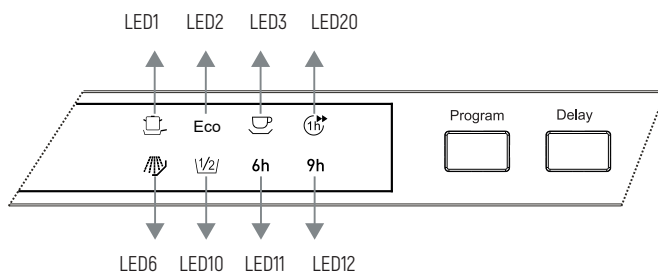 LED1 LED2 LED3 LED20
Program Delay
Eco 1h
1/2 6h 9h
LED6 LED10 LED11 LED12